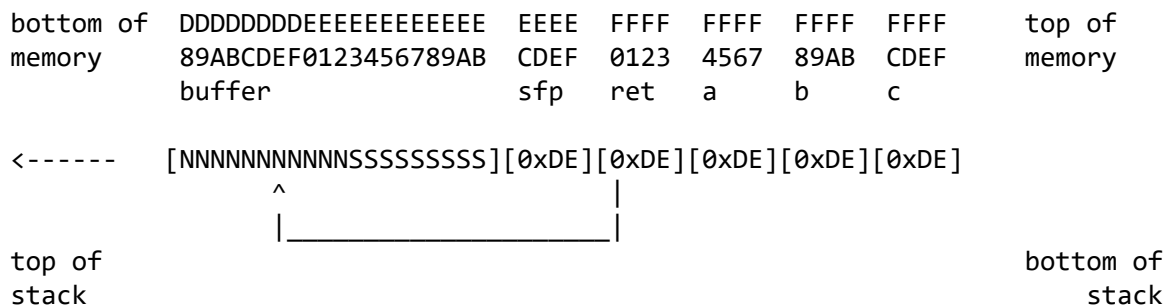 bottom of  DDDDDDDDEEEEEEEEEEEE  EEEE  FFFF  FFFF  FFFF  FFFF     top of
memory     89ABCDEF0123456789AB  CDEF  0123  4567  89AB  CDEF     memory
           buffer                sfp   ret   a     b     c
<------   [NNNNNNNNNNNSSSSSSSSS][0xDE][0xDE][0xDE][0xDE][0xDE]
                 ^                     |
                 |_____________________|
top of                                                            bottom of
stack                                                                 stack